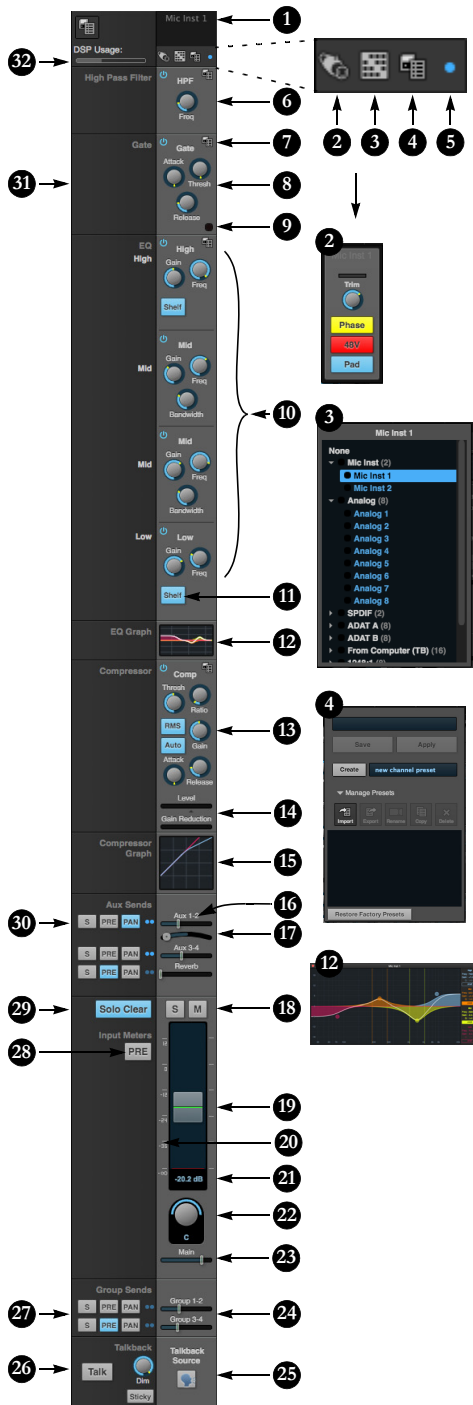 Mic Inst 1
1
DSP Usage:
32
2
3
4
5
High Pass Filter
HPF
Freq
6
7
Gate
Gate
Attack
Thresh
Release
8
9
31
2
Mic Inst 1
Trim
Phase
48V
Pad
EQ
High
High
Gain
Freq
Shelf
Mid
Mid
Gain
Freq
Bandwidth
10
Mid
Mid
Gain
Freq
Bandwidth
Low
Low
Gain
Freq
Shelf
11
3
Mic Inst 1
None
Mic Inst (2)
Mic Inst 1
Mic Inst 2
Analog (8)
Analog 1
Analog 2
Analog 3
Analog 4
Analog 5
Analog 6
Analog 7
Analog 8
SPDIF (2)
ADAT A (8)
ADAT B (8)
From Computer (TB) (16)
EQ Graph
12
Compressor
Comp
Thresh
Ratio
RMS
Auto
Gain
Attack
Release
13
Level
Gain Reduction
14
4
Save
Apply
Create
new channel preset
Manage Presets
Import
Export
Rename
Copy
Delete
Restore Factory Presets
Compressor
Graph
15
Aux Sends
16
30
S PRE PAN
Aux 1-2
17
S PRE PAN
Aux 3-4
S PRE PAN
Reverb
12
29
Solo Clear
S M
18
28
Input Meters
PRE
19
20
-20.2 dB
21
C
22
Main
23
Group Sends
27
S PRE PAN
Group 1-2
24
S PRE PAN
Group 3-4
Talkback
26
Talk
Dim
Sticky
Talkback
Source
25